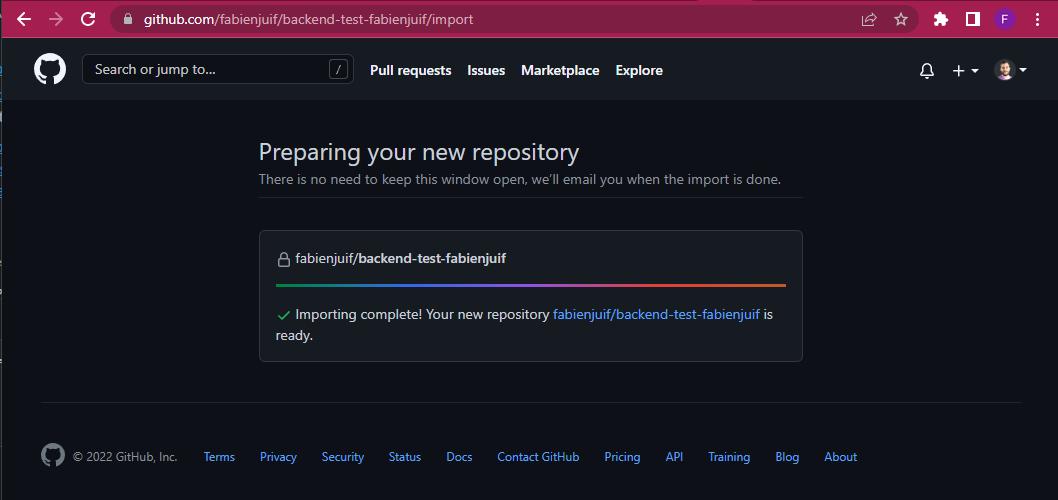 github.com/fabienjuif/backend-test-fabienjuif/import
F
Search or jump to...
/
Pull requests
Issues
Marketplace
Explore
Preparing your new repository
There is no need to keep this window open, we’ll email you when the import is done.
fabienjuif/backend-test-fabienjuif
Importing complete! Your new repository fabienjuif/backend-test-fabienjuif is
ready.
© 2022 GitHub, Inc.
Terms
Privacy
Security
Status
Docs
Contact GitHub
Pricing
API
Training
Blog
About